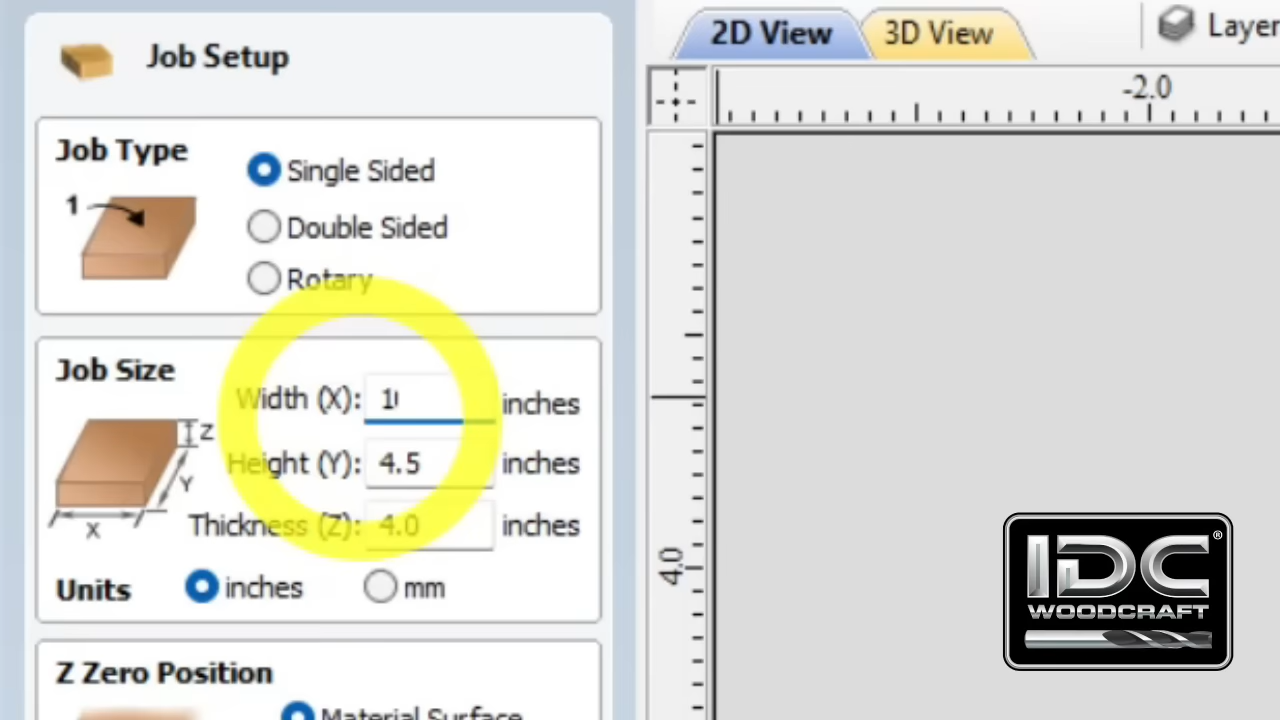 Job Setup
Job Type
1
Single Sided
Double Sided
Rotary
Job Size
Width (X): 1 inches
Height (Y): 4.5 inches
Thickness (Z): 4.0 inches
Z
Y
X
Units inches mm
Z Zero Position
Material Surface
2D View 3D View Layer
-2.0
4.0
IDC®
WOODCRAFT